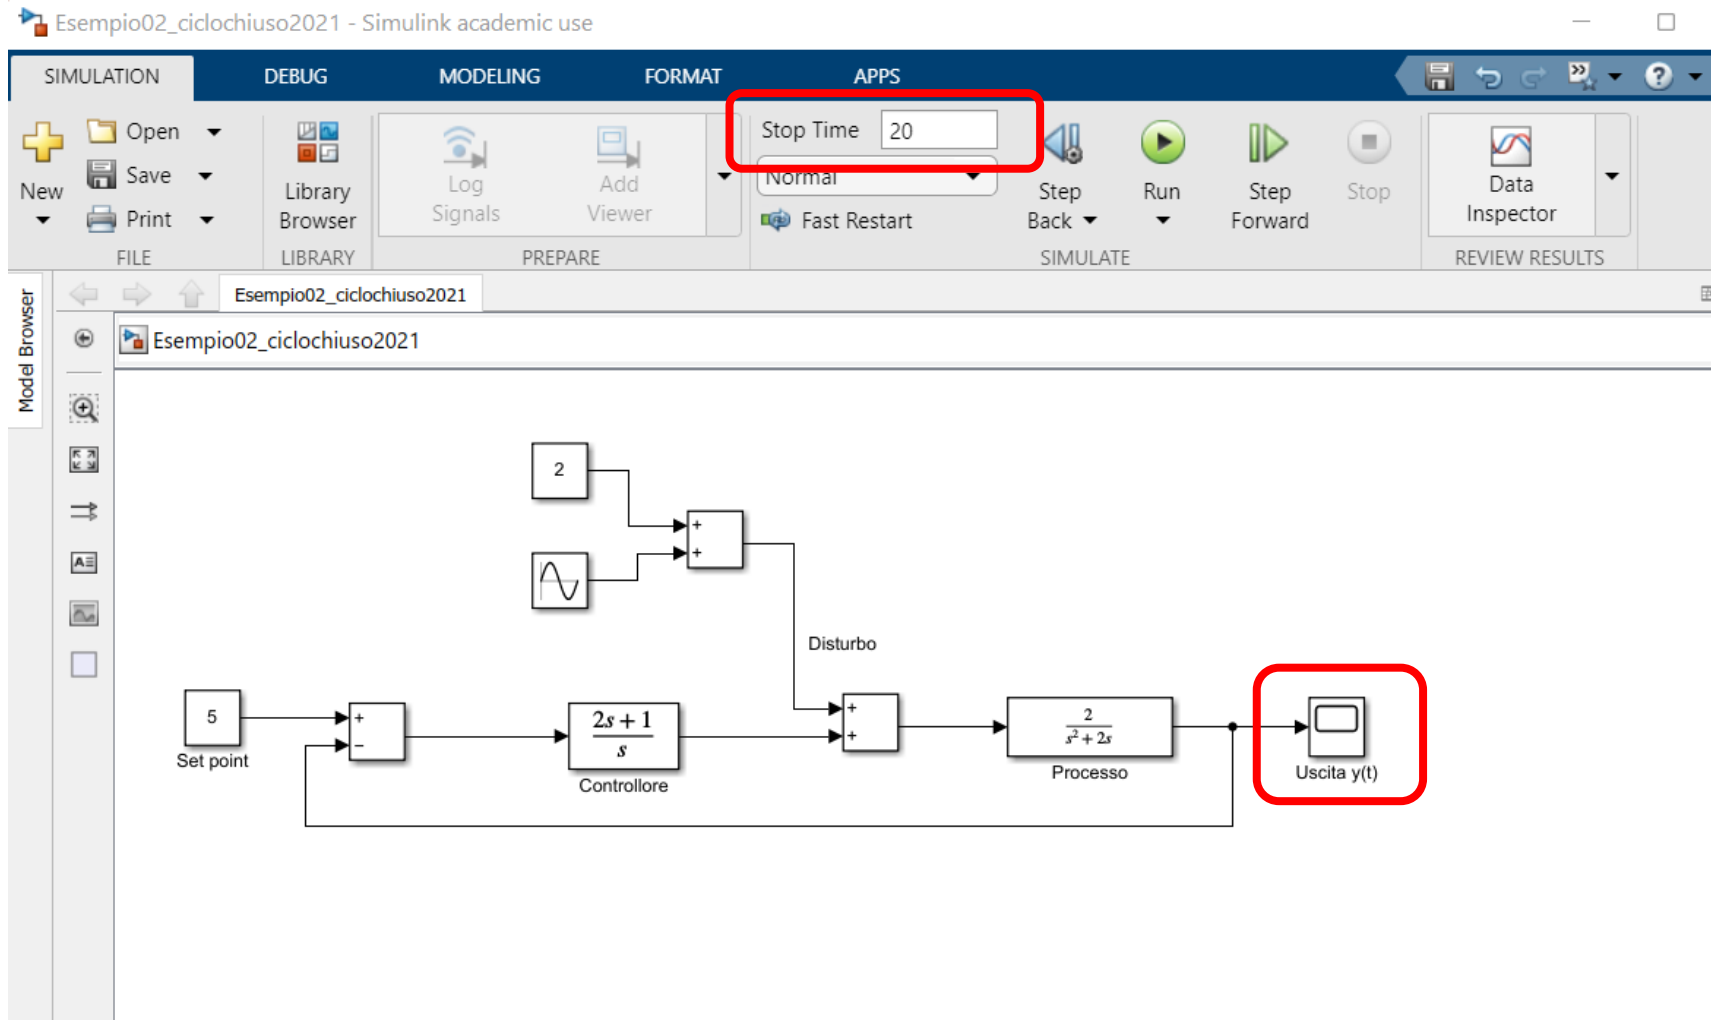 Esempio02_ciclochiuso2021 - Simulink academic use
SIMULATION DEBUG MODELING FORMAT APPS
New
Open
Save
Print
FILE
Library
Browser
LIBRARY
Log
Signals
Add
Viewer
PREPARE
Stop Time 20
Normal
Fast Restart
Step
Back
Run
Step
Forward
Stop
SIMULATE
Data
Inspector
REVIEW RESULTS
Model Browser
Esempio02_ciclochiuso2021
Esempio02_ciclochiuso2021
2
+
+
Disturbo
5
Set point
+
−
2s + 1
s
Controllore
+
+
2
s² + 2s
Processo
Uscita y(t)